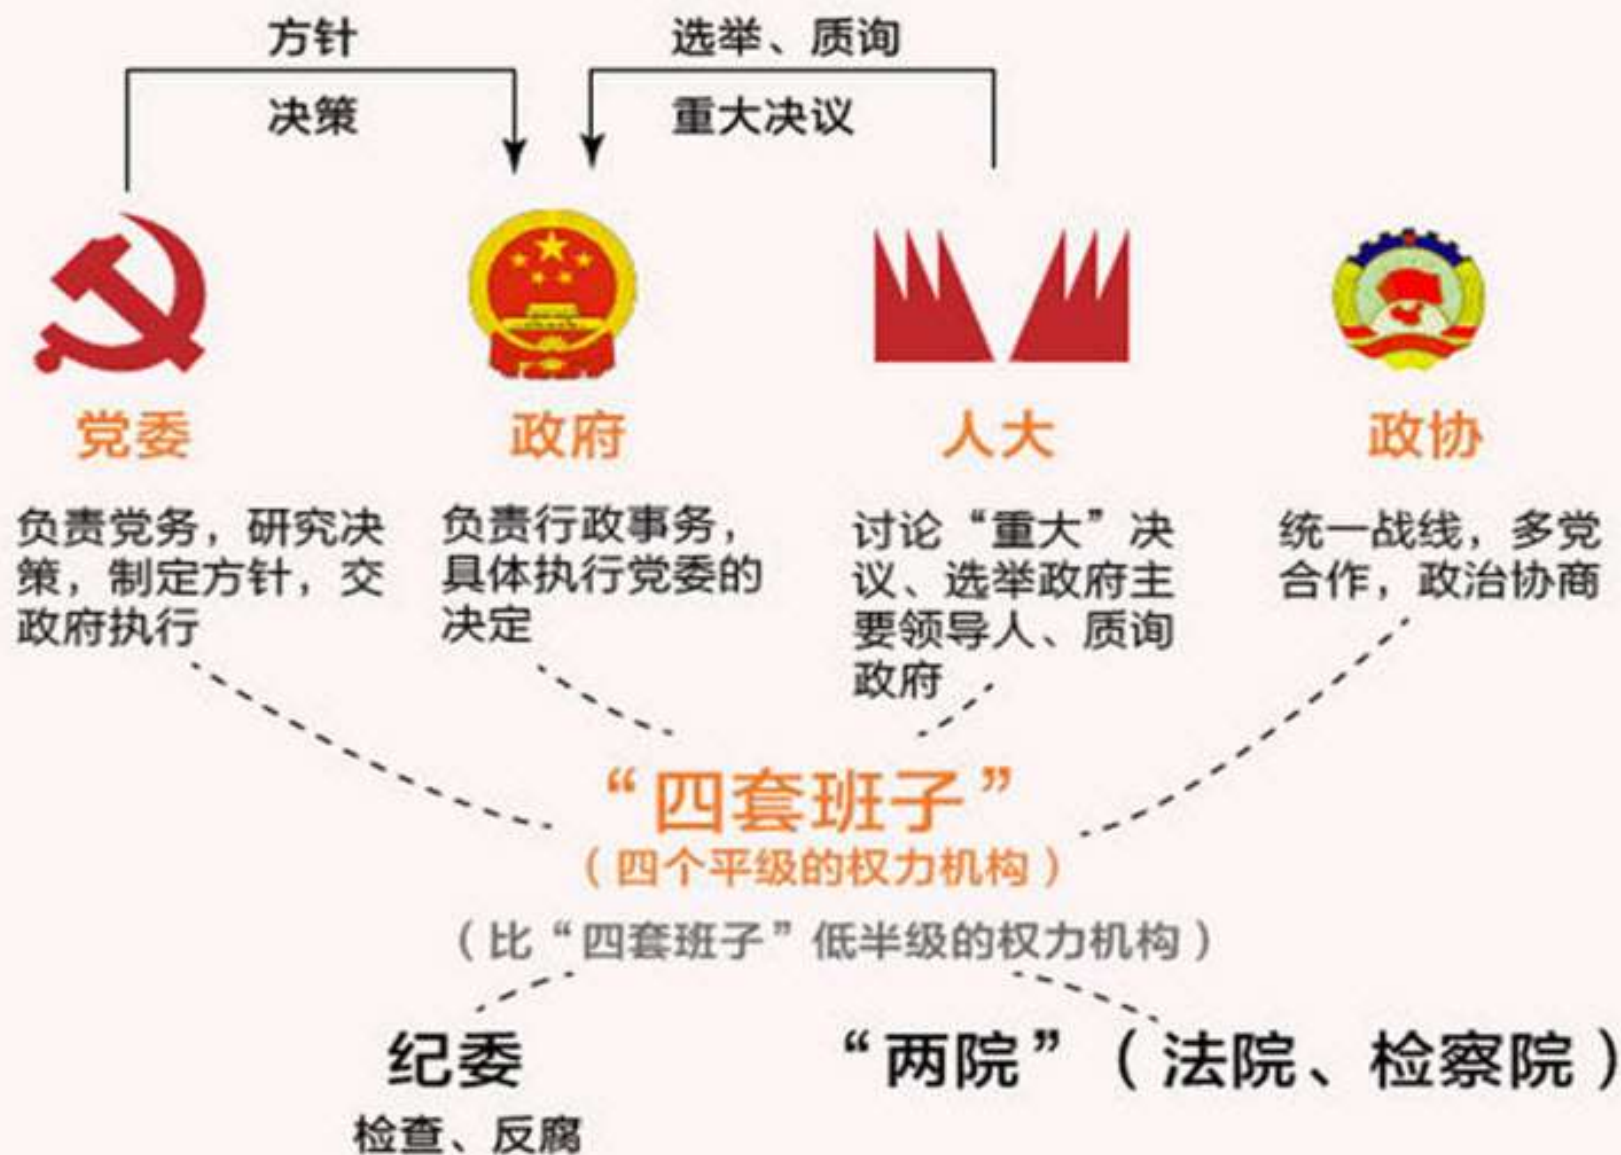 方针
决策
选举、质询
重大决议
党委
政府
人大
政协
负责党务，研究决
策，制定方针，交
政府执行
负责行政事务，
具体执行党委的
决定
讨论“重大”决
议、选举政府主
要领导人、质询
政府
统一战线，多党
合作，政治协商
“四套班子”
（四个平级的权力机构）
（比“四套班子”低半级的权力机构）
纪委
检查、反腐
“两院”（法院、检察院）